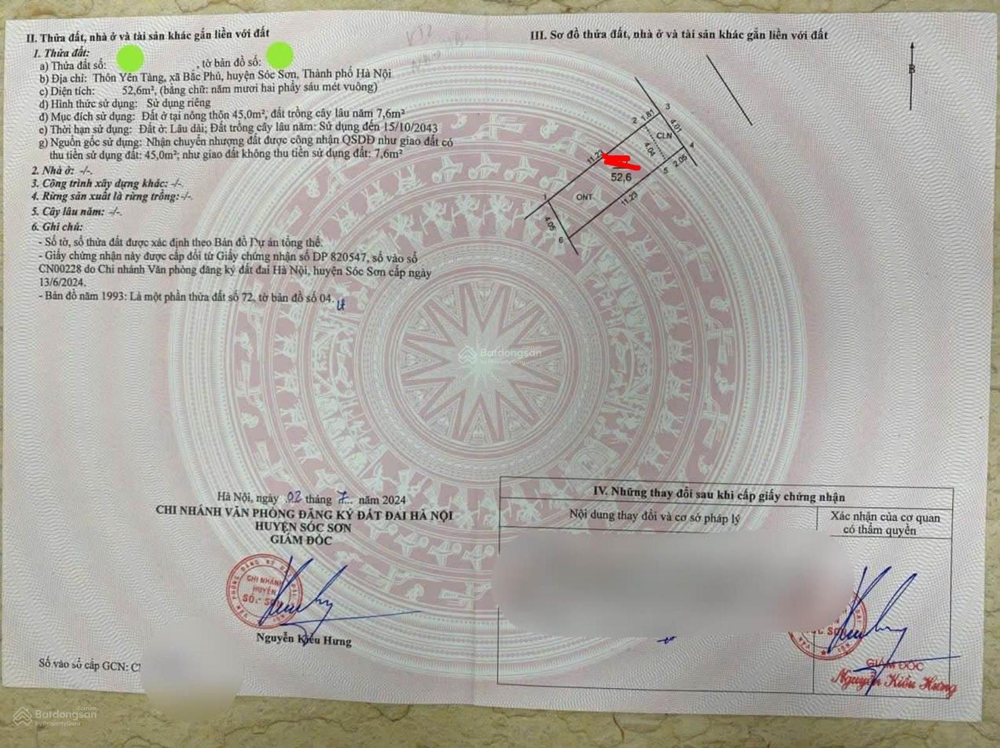 II. Thửa đất, nhà ở và tài sản khác gắn liền với đất
1. Thửa đất:
a) Thửa đất số: , tờ bản đồ số:
b) Địa chỉ: Thôn Yên Tàng, xã Bắc Phú, huyện Sóc Sơn, Thành phố Hà Nội
c) Diện tích: 52,6m², (bằng chữ: năm mươi hai phẩy sáu mét vuông)
d) Hình thức sử dụng: Sử dụng riêng
đ) Mục đích sử dụng: Đất ở tại nông thôn 45,0m², đất trồng cây lâu năm 7,6m²
e) Thời hạn sử dụng: Đất ở: Lâu dài; Đất trồng cây lâu năm: Sử dụng đến 15/10/2043
g) Nguồn gốc sử dụng: Nhận chuyển nhượng đất được công nhận QSDĐ như giao đất có
thu tiền sử dụng đất: 45,0m²; như giao đất không thu tiền sử dụng đất: 7,6m²
2. Nhà ở: -/-.
3. Công trình xây dựng khác: -/-.
4. Rừng sản xuất là rừng trồng:-/-.
5. Cây lâu năm: -/-.
6. Ghi chú:
- Số tờ, số thửa đất được xác định theo Bản đồ Dự án tổng thể.
- Giấy chứng nhận này được cấp đổi từ Giấy chứng nhận số DP 820547, số vào sổ
CN00228 do Chi nhánh Văn phòng đăng ký đất đai Hà Nội, huyện Sóc Sơn cấp ngày
13/6/2024.
- Bản đồ năm 1993: Là một phần thửa đất số 72, tờ bản đồ số 04.
Hà Nội, ngày 02 tháng 7 năm 2024
CHI NHÁNH VĂN PHÒNG ĐĂNG KÝ ĐẤT ĐAI HÀ NỘI
HUYỆN SÓC SƠN
GIÁM ĐỐC
CHI NHÁNH
HUYỆN
SÓC SƠN
Nguyễn Kiều Hưng
Số vào sổ cấp GCN:
III. Sơ đồ thửa đất, nhà ở và tài sản khác gắn liền với đất
B
3
2
1.81
4.01
CLN
4
4.04
11.23
2.05
5
52,6
1
ONT
11.23
4.05
6
IV. Những thay đổi sau khi cấp giấy chứng nhận
Nội dung thay đổi và cơ sở pháp lý
Xác nhận của cơ quan
có thẩm quyền
GIÁM ĐỐC
Nguyễn Kiều Hưng
Batdongsan.com.vn
by PropertyGuru
Batdongsan.com.vn
by PropertyGuru